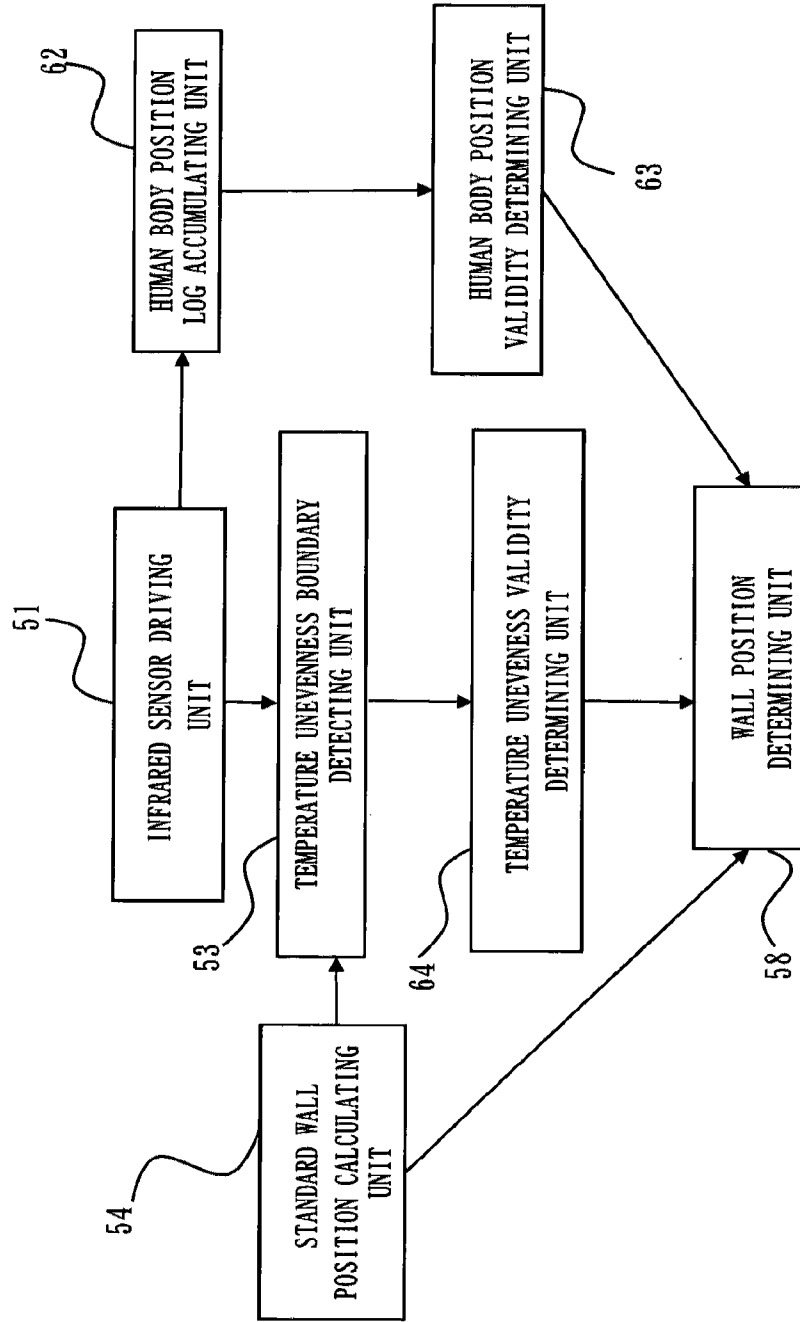 51
INFRARED SENSOR DRIVING
UNIT
62
HUMAN BODY POSITION
LOG ACCUMULATING UNIT
54
STANDARD WALL
POSITION CALCULATING
UNIT
53
TEMPERATURE UNEVENNESS BOUNDARY
DETECTING UNIT
64
TEMPERATURE UNEVENESS VALIDITY
DETERMINING UNIT
HUMAN BODY POSITION
VALIDITY DETERMINING UNIT
63
WALL POSITION
DETERMINING UNIT
58